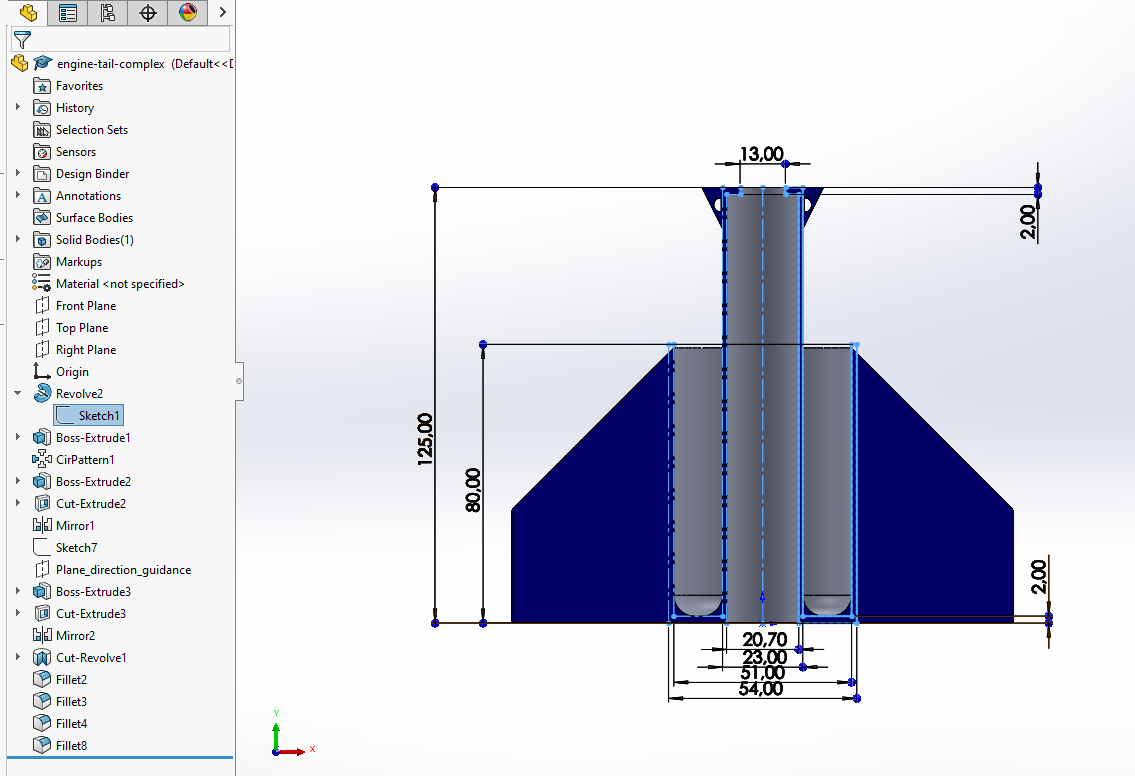 engine-tail-complex (Default<<D
Favorites
History
Selection Sets
Sensors
Design Binder
Annotations
Surface Bodies
Solid Bodies(1)
Markups
Material <not specified>
Front Plane
Top Plane
Right Plane
Origin
Revolve2
Sketch1
Boss-Extrude1
CirPattern1
Boss-Extrude2
Cut-Extrude2
Mirror1
Sketch7
Plane_direction_guidance
Boss-Extrude3
Cut-Extrude3
Mirror2
Cut-Revolve1
Fillet2
Fillet3
Fillet4
Fillet8
13,00
2,00
125,00
80,00
2,00
20,70
23,00
51,00
54,00
Y
X